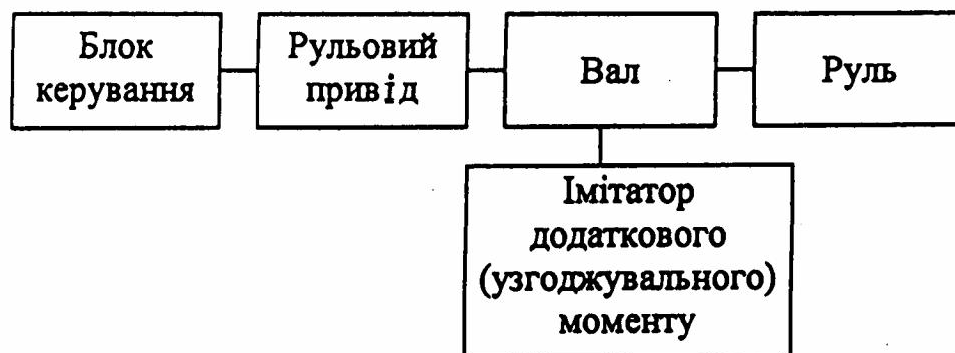 Блок
керування
Рульовий
привід
Вал
Руль
Імітатор
додаткового
(узгоджувального)
моменту